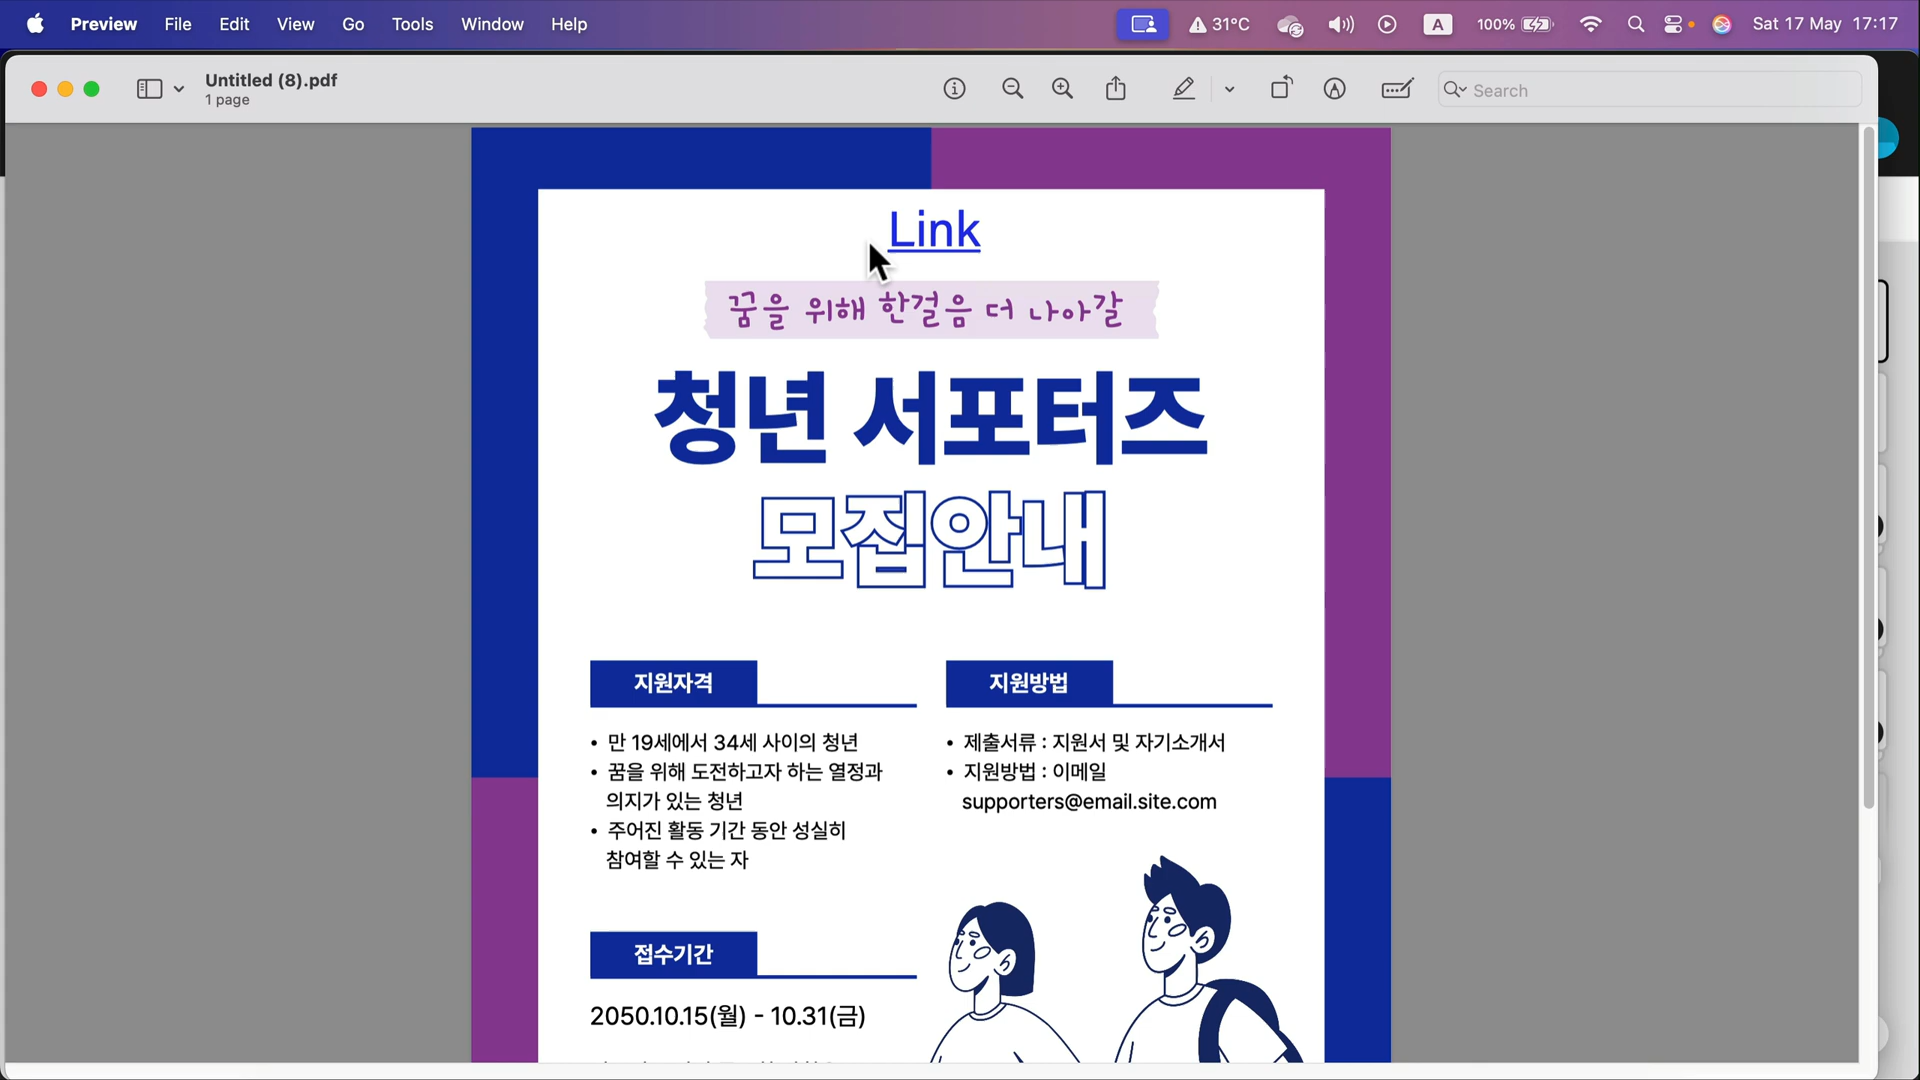 Preview File Edit View Go Tools Window Help 31°C A 100% Sat 17 May 17:17
Untitled (8).pdf
1 page
Search
Link
꿈을 위해 한걸음 더 나아갈
청년 서포터즈
모집안내
지원자격
• 만 19세에서 34세 사이의 청년
• 꿈을 위해 도전하고자 하는 열정과
의지가 있는 청년
• 주어진 활동 기간 동안 성실히
참여할 수 있는 자
지원방법
• 제출서류 : 지원서 및 자기소개서
• 지원방법 : 이메일
supporters@email.site.com
접수기간
2050.10.15(월) - 10.31(금)